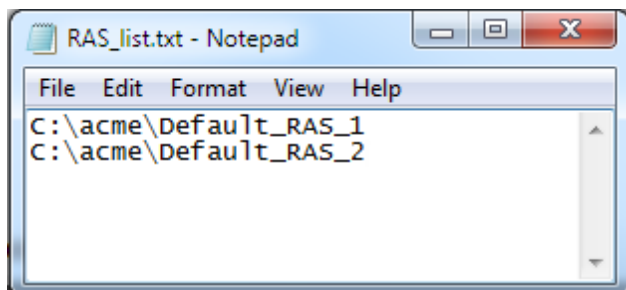 RAS_list.txt - Notepad
File Edit Format View Help
C:\acme\Default_RAS_1
C:\acme\Default_RAS_2